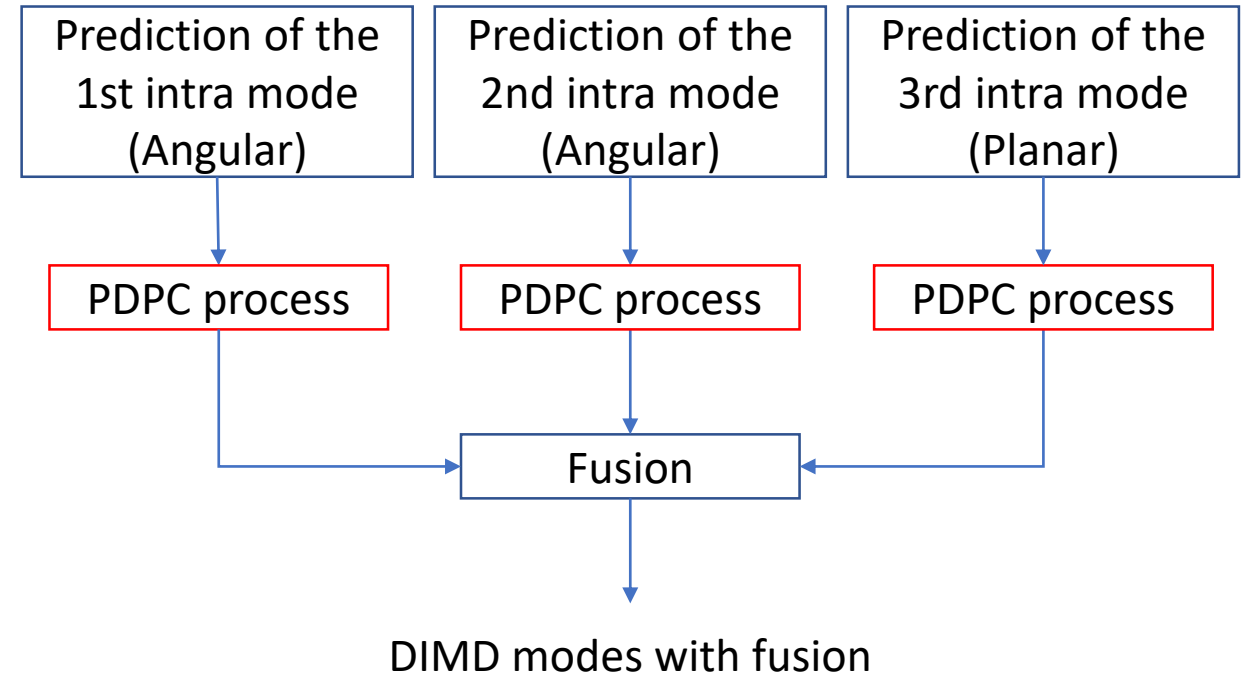 Prediction of the
1st intra mode
(Angular)
Prediction of the
2nd intra mode
(Angular)
Prediction of the
3rd intra mode
(Planar)
PDPC process
PDPC process
PDPC process
Fusion
DIMD modes with fusion